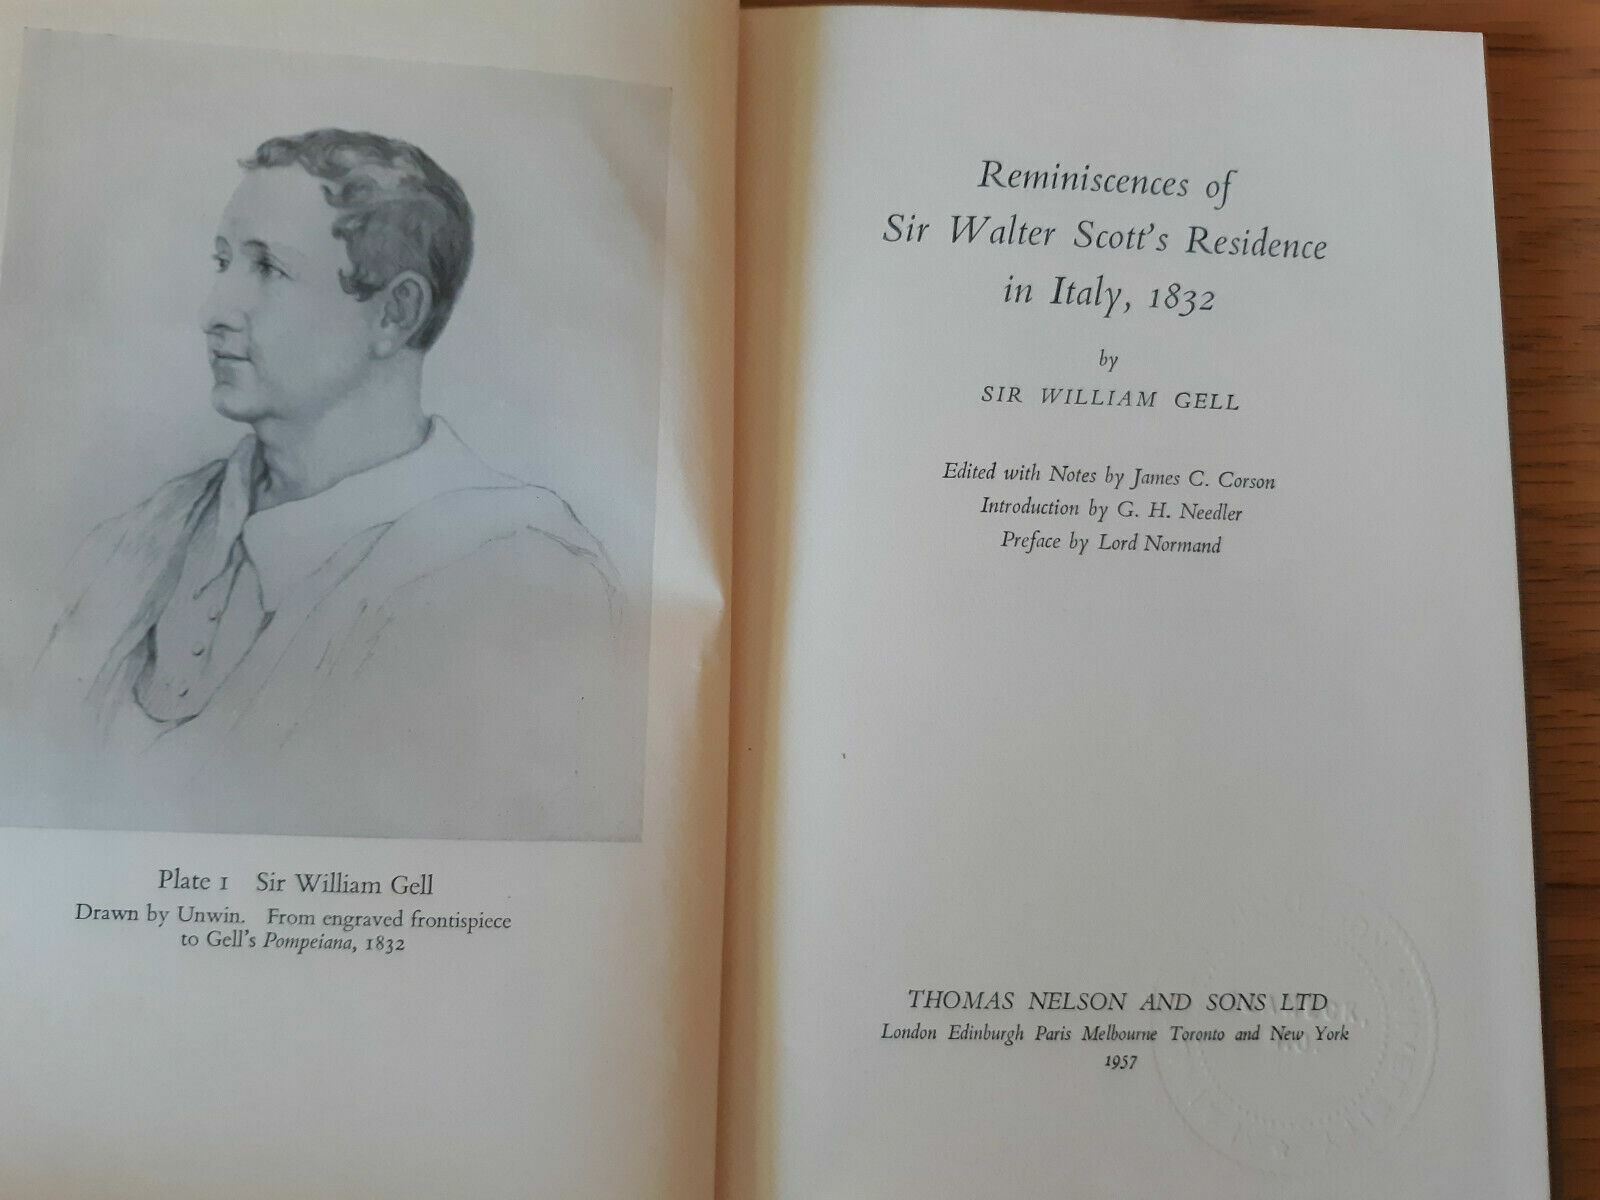 Plate 1 Sir William Gell
Drawn by Unwin. From engraved frontispiece
to Gell's Pompeiana, 1832
Reminiscences of
Sir Walter Scott's Residence
in Italy, 1832
by
SIR WILLIAM GELL
Edited with Notes by James C. Corson
Introduction by G. H. Needler
Preface by Lord Normand
THOMAS NELSON AND SONS LTD
London Edinburgh Paris Melbourne Toronto and New York
1957